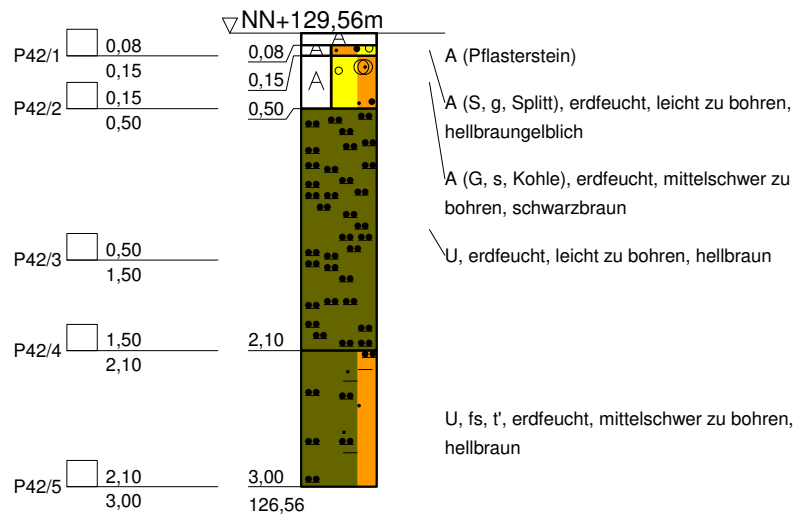 NN+129,56m
A
P42/1
0,08
0,15
0,08
A
A (Pflasterstein)
0,15
P42/2
0,15
0,50
A
0,50
A (S, g, Splitt), erdfeucht, leicht zu bohren,
hellbraungelblich
A (G, s, Kohle), erdfeucht, mittelschwer zu
bohren, schwarzbraun
P42/3
0,50
1,50
U, erdfeucht, leicht zu bohren, hellbraun
P42/4
1,50
2,10
2,10
U, fs, t', erdfeucht, mittelschwer zu bohren,
hellbraun
P42/5
2,10
3,00
3,00
126,56